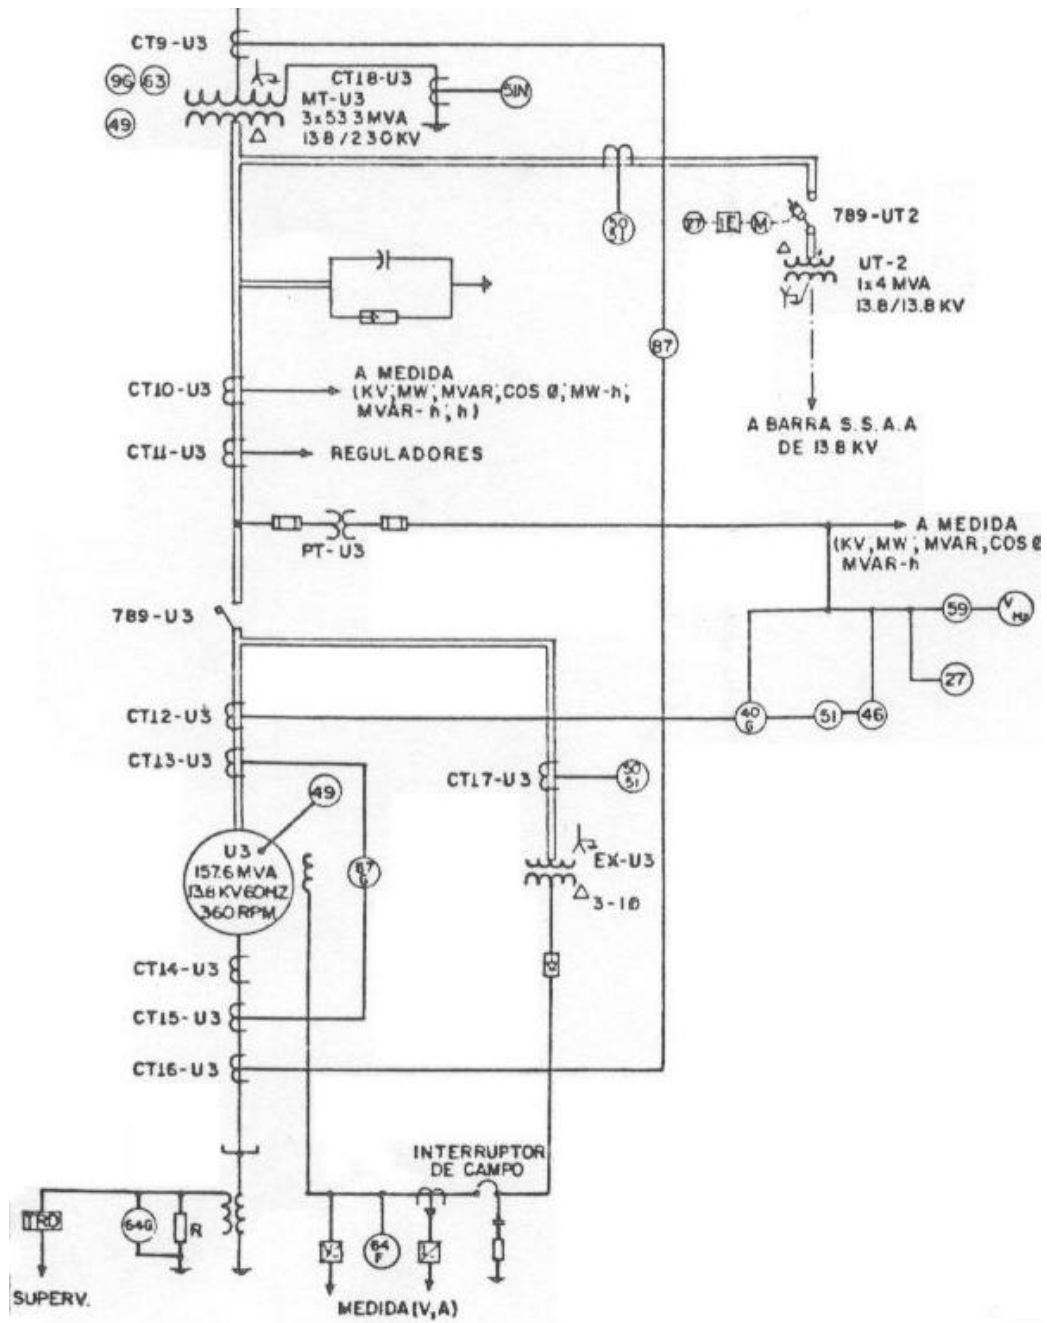 CT9-U3
96 63
CT18-U3
51N
MT-U3
3x53.3 MVA
49
13.8/230 KV
789-UT2
50
51
M
UT-2
1x4 MVA
13.8/13.8 KV
87
A MEDIDA
CT10-U3
(KV, MW, MVAR, COS Ø, MW-h,
MVAR-h, h)
A BARRA S.S.A.A
DE 13.8 KV
CT11-U3
REGULADORES
A MEDIDA
PT-U3
(KV, MW, MVAR, COS Ø
MVAR-h
789-U3
59
V
27
CT12-U3
40
G
51
46
CT13-U3
CT17-U3
50
51
49
U3
157.6 MVA
13.8 KV 60HZ
360 RPM
87
G
EX-U3
3-1Ø
CT14-U3
CT15-U3
CT16-U3
INTERRUPTOR
DE CAMPO
TRD
64G
R
64
F
SUPERV.
MEDIDA (V, A)